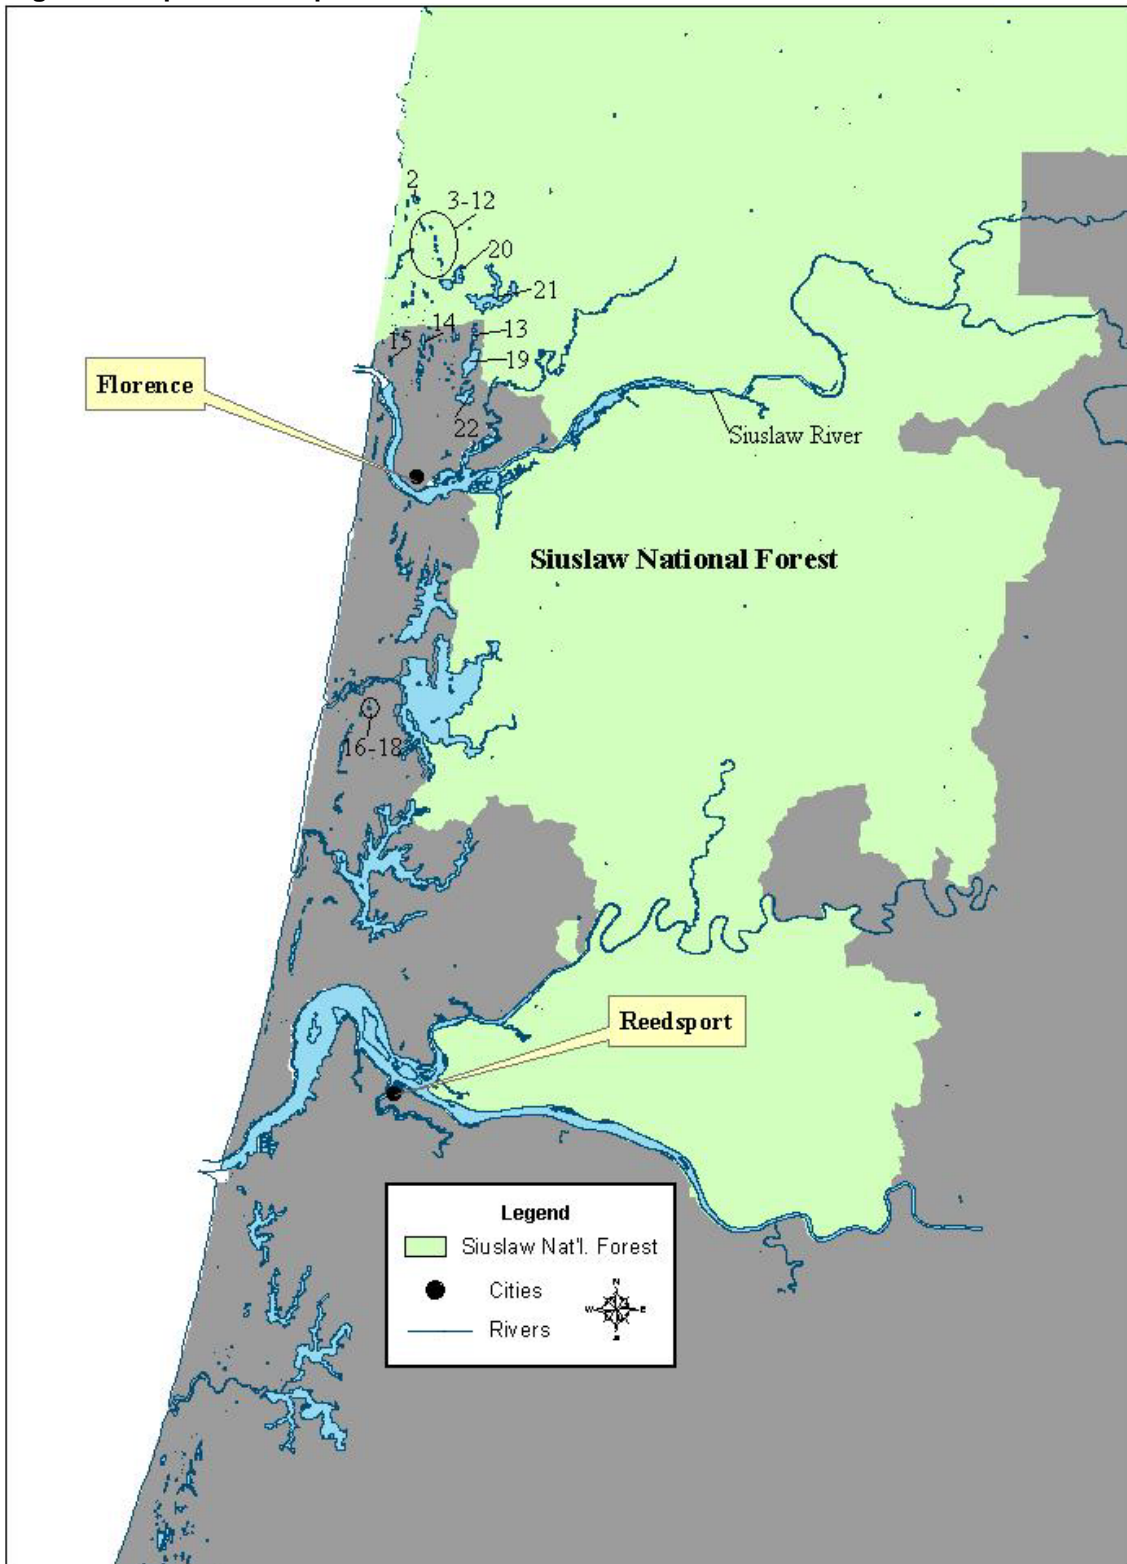 2
3-12
20
21
14
13
15
19
Florence
22
Siuslaw River
Siuslaw National Forest
16-18
Reedsport
Legend
Siuslaw Nat'l. Forest
Cities
Rivers
N
W E
S